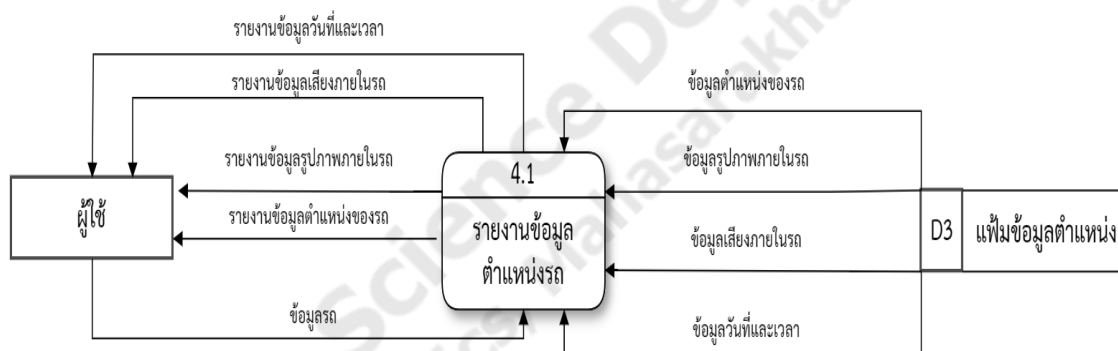 รายงานข้อมูลวันที่และเวลา
รายงานข้อมูลเสียงภายในรถ
ข้อมูลตำแหน่งของรถ
รายงานข้อมูลรูปภาพภายในรถ
4.1
ข้อมูลรูปภาพภายในรถ
ผู้ใช้
รายงานข้อมูลตำแหน่งของรถ
รายงานข้อมูล
ตำแหน่งรถ
ข้อมูลเสียงภายในรถ
D3
แฟ้มข้อมูลตำแหน่ง
ข้อมูลรถ
ข้อมูลวันที่และเวลา
Science